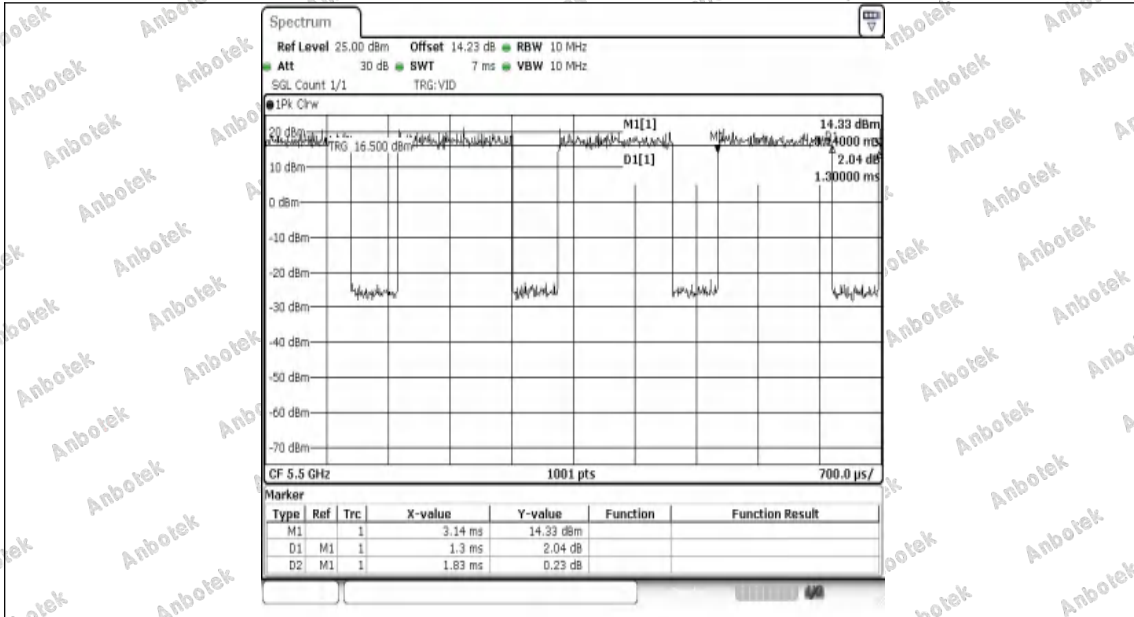 Spectrum
Ref Level 25.00 dBm Offset 14.23 dB RBW 10 MHz
Att 30 dB SWT 7 ms VBW 10 MHz
SGL Count 1/1 TRG:VID
1Pk Clrw
M1[1] 14.33 dBm
20 dBm
TRG 16.500 dBm
D1[1] 2.04 dB
1.30000 ms
M1
D1
10 dBm
0 dBm
-10 dBm
-20 dBm
-30 dBm
-40 dBm
-50 dBm
-60 dBm
-70 dBm
CF 5.5 GHz 1001 pts 700.0 µs/
Marker
Type Ref Trc X-value Y-value Function Function Result
M1 1 3.14 ms 14.33 dBm
D1 M1 1 1.3 ms 2.04 dB
D2 M1 1 1.83 ms 0.23 dB
Anbotek